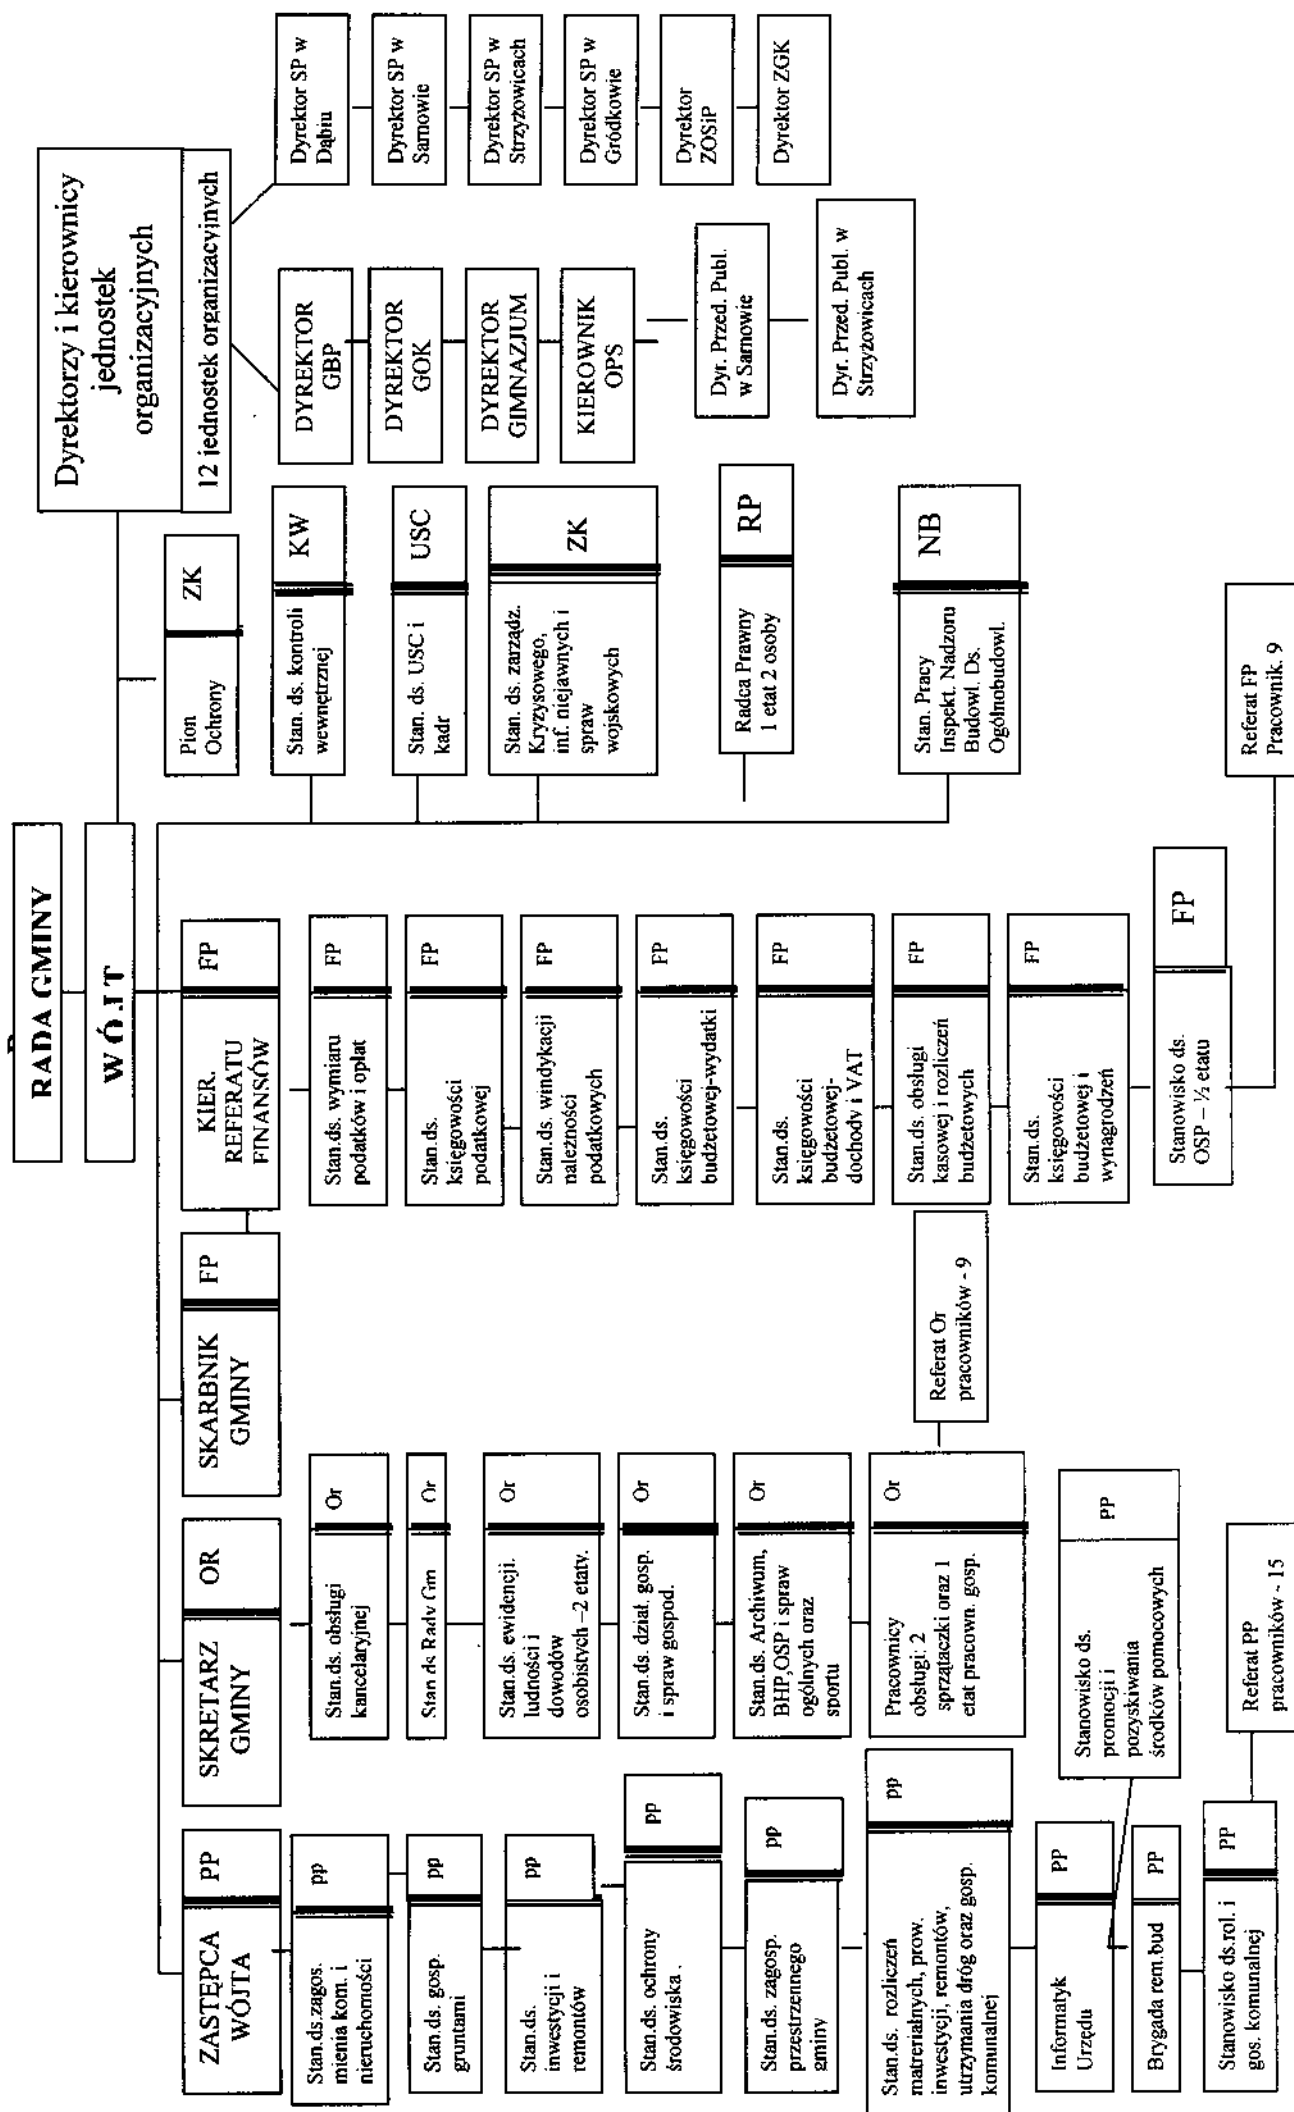 RADA GMINY
WÓJT
Dyrektorzy i kierownicy
jednostek
organizacyjnych
12 jednostek organizacyjnych
ZASTĘPCA
WÓJTA
PP
SKRETARZ
GMINY
OR
SKARBNIK
GMINY
FP
KIER.
REFERATU
FINANSÓW
FP
Stan.ds.zagos.
mienia kom. i
nieruchomości
pp
Stan.ds. gosp.
gruntami
pp
Stan.ds.
inwestycji i
remontów
pp
Stan.ds. ochrony
środowiska .
pp
Stan.ds. zagosp.
przestrzennego
gminy
pp
Stan.ds. rozliczeń
matrerialnych, prow.
inwestycji, remontów,
utrzymania dróg oraz gosp.
komunalnej
pp
Informatyk
Urzędu
PP
Brygada rem.bud
PP
Stanowisko ds.rol. i
gos. komunalnej
PP
Stanowisko ds.
promocji i
pozyskiwania
środków pomocowych
PP
Referat PP
pracowników - 15
Stan.ds. obsługi
kancelaryjnej
Or
Stan ds Rady Gm
Or
Stan.ds. ewidencji.
ludności i
dowodów
osobistych –2 etaty.
Or
Stan.ds. dział. gosp.
i spraw gospod.
Or
Stan.ds. Archiwum,
BHP,OSP i spraw
ogólnych oraz
sportu
Or
Pracownicy
obsługi: 2
sprzątaczki oraz 1
etat pracown. gosp.
Or
Referat Or
pracowników - 9
Stan.ds. wymiaru
podatków i opłat
FP
Stan.ds.
księgowości
podatkowej
FP
Stan.ds. windykacji
należności
podatkowych
FP
Stan.ds.
księgowości
budżetowej-wydatki
FP
Stan.ds.
księgowości
budżetowej-
dochody i VAT
FP
Stan.ds. obsługi
kasowej i rozliczeń
budżetowych
FP
Stan.ds.
księgowości
budżetowej i
wynagrodzeń
FP
Stanowisko ds.
OSP – ½ etatu
FP
Referat FP
Pracownik. 9
Pion
Ochrony
ZK
Stan. ds. kontroli
wewnętrznej
KW
Stan. ds. USC i
kadr
USC
Stan. ds. zarządz.
Kryzysowego,
inf. niejawnych i
spraw
wojskowych
ZK
Radca Prawny
1 etat 2 osoby
RP
Stan. Pracy
Inspekt. Nadzoru
Budowl. Ds.
Ogólnobudowl.
NB
DYREKTOR
GBP
DYREKTOR
GOK
DYREKTOR
GIMNAZJUM
KIEROWNIK
OPS
Dyr. Przed. Publ.
w Sarnowie
Dyr. Przed. Publ. w
Strzyżowicach
Dyrektor SP w
Dąbiu
Dyrektor SP w
Sarnowie
Dyrektor SP w
Strzyżowicach
Dyrektor SP w
Gródkowie
Dyrektor
ZOSiP
Dyrektor ZGK